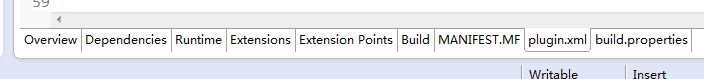 59
Overview Dependencies Runtime Extensions Extension Points Build MANIFEST.MF plugin.xml build.properties
Writable Insert